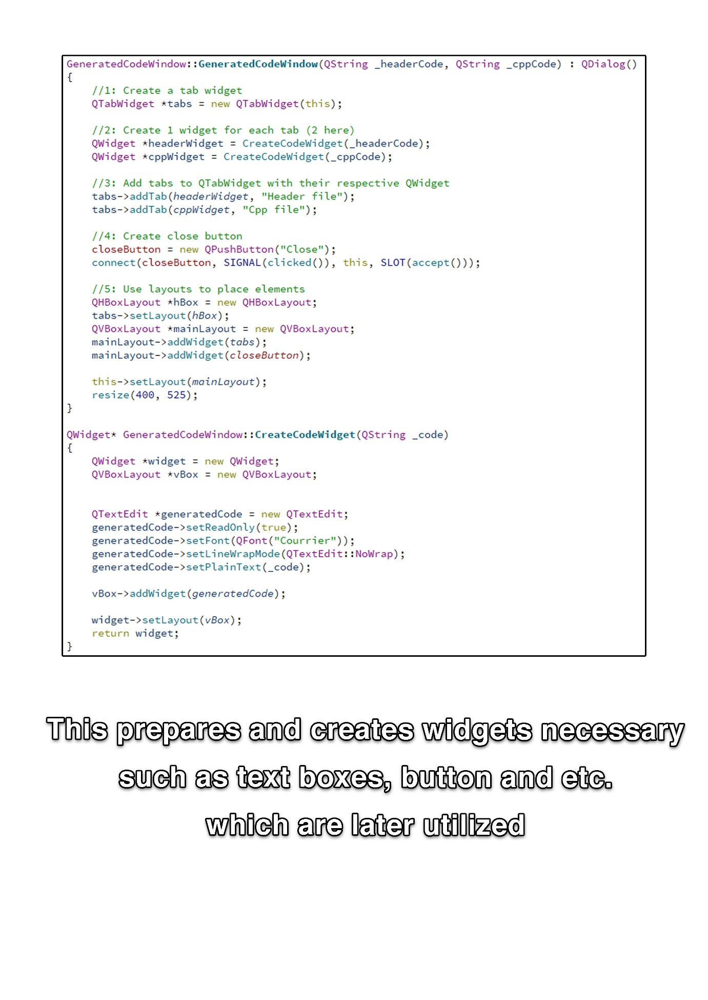 GeneratedCodeWindow::GeneratedCodeWindow(QString _headerCode, QString _cppCode) : QDialog()
{
    //1: Create a tab widget
    QTabWidget *tabs = new QTabWidget(this);

    //2: Create 1 widget for each tab (2 here)
    QWidget *headerWidget = CreateCodeWidget(_headerCode);
    QWidget *cppWidget = CreateCodeWidget(_cppCode);

    //3: Add tabs to QTabWidget with their respective QWidget
    tabs->addTab(headerWidget, "Header file");
    tabs->addTab(cppWidget, "Cpp file");

    //4: Create close button
    closeButton = new QPushButton("Close");
    connect(closeButton, SIGNAL(clicked()), this, SLOT(accept()));

    //5: Use layouts to place elements
    QHBoxLayout *hBox = new QHBoxLayout;
    tabs->setLayout(hBox);
    QVBoxLayout *mainLayout = new QVBoxLayout;
    mainLayout->addWidget(tabs);
    mainLayout->addWidget(closeButton);

    this->setLayout(mainLayout);
    resize(400, 525);
}

QWidget* GeneratedCodeWindow::CreateCodeWidget(QString _code)
{
    QWidget *widget = new QWidget;
    QVBoxLayout *vBox = new QVBoxLayout;

    QTextEdit *generatedCode = new QTextEdit;
    generatedCode->setReadOnly(true);
    generatedCode->setFont(QFont("Courrier"));
    generatedCode->setLineWrapMode(QTextEdit::NoWrap);
    generatedCode->setPlainText(_code);

    vBox->addWidget(generatedCode);

    widget->setLayout(vBox);
    return widget;
}
This prepares and creates widgets necessary
such as text boxes, button and etc.
which are later utilized